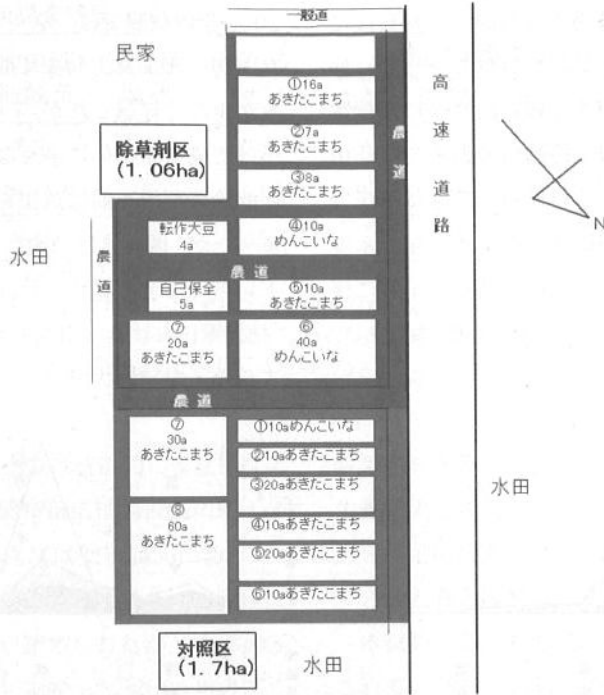 一般道
民家
①16a
あきたこまち
②7a
あきたこまち
③8a
あきたこまち
農道
高速道路
N
除草剤区
(1.06ha)
転作大豆
4a
④10a
めんこいな
水田
農道
農道
自己保全
5a
⑤10a
あきたこまち
⑦
20a
あきたこまち
⑥
40a
めんこいな
農道
⑦
30a
あきたこまち
①10aめんこいな
②10aあきたこまち
③20aあきたこまち
④10aあきたこまち
⑤20aあきたこまち
⑥10aあきたこまち
⑧
60a
あきたこまち
水田
対照区
(1.7ha)
水田